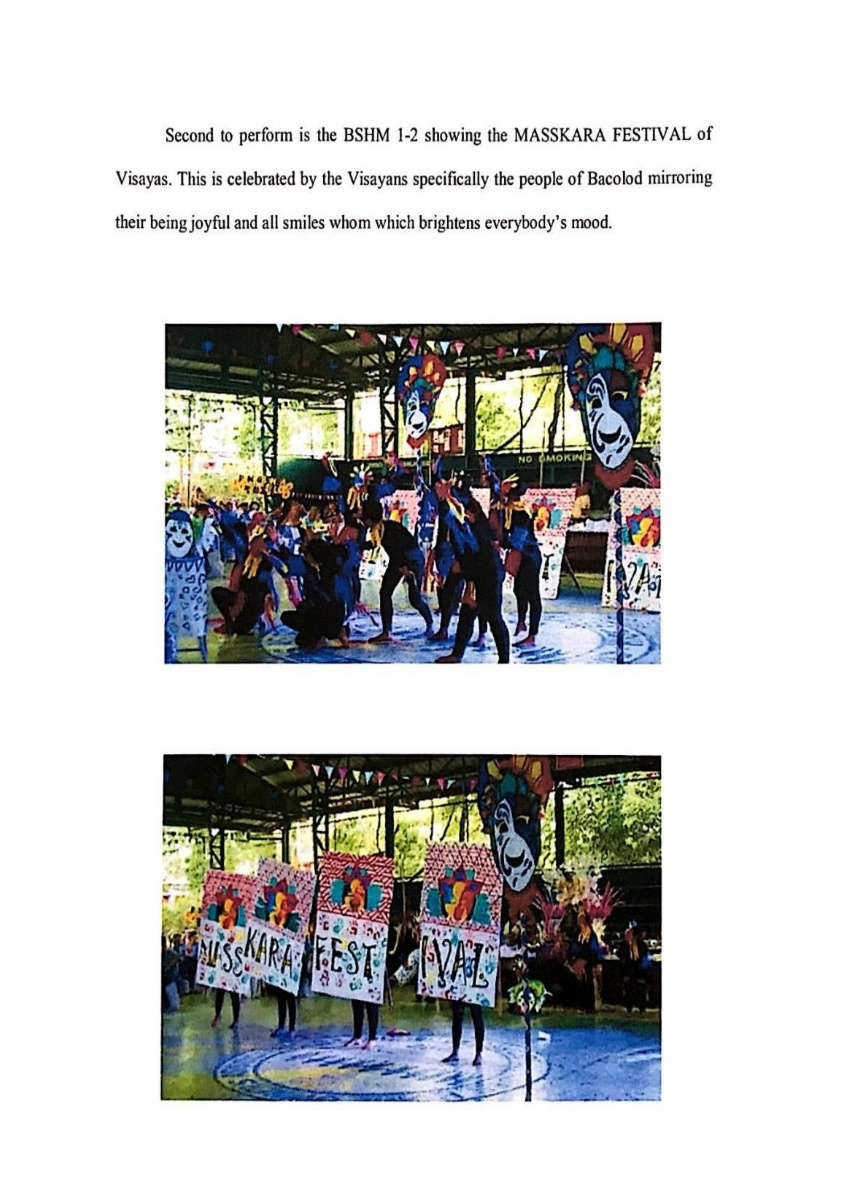 Second to perform is the BSHM 1-2 showing the MASSKARA FESTIVAL of
Visayas. This is celebrated by the Visayans specifically the people of Bacolod mirroring
their being joyful and all smiles whom which brightens everybody's mood.
NO SMOKING
MASS
KARA
FEST
IVAL